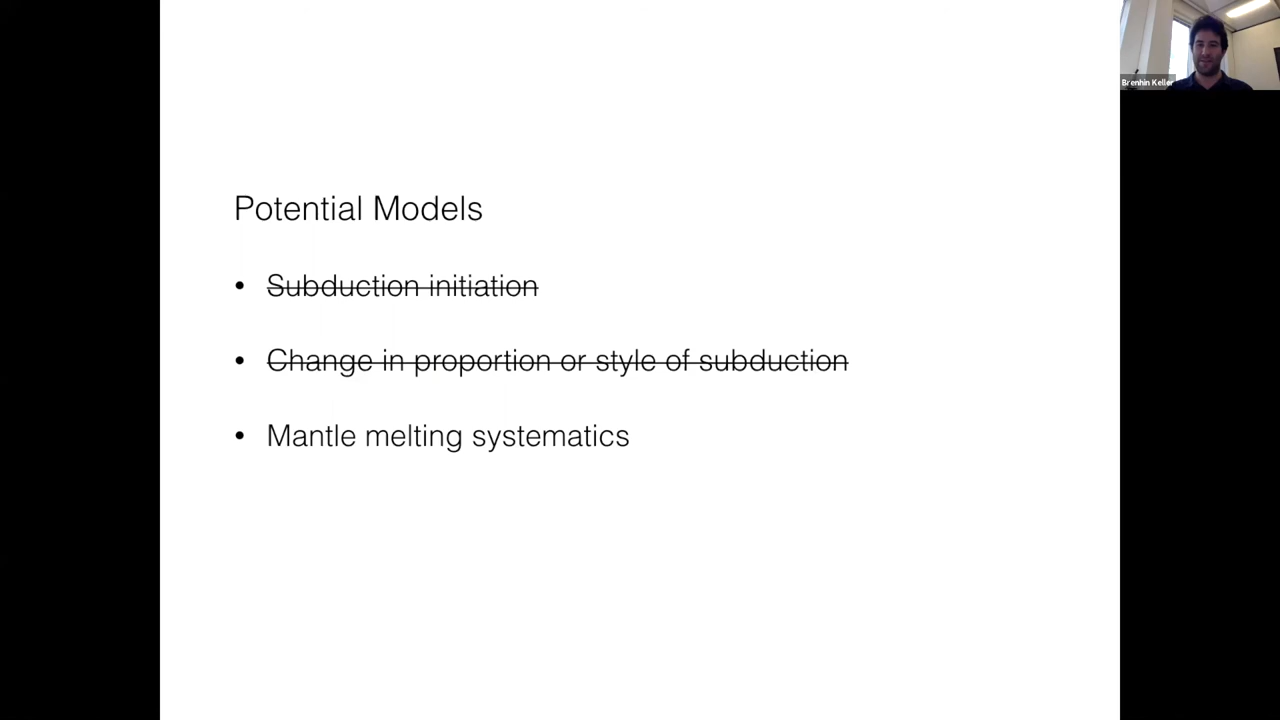 Brenhin Keller
Potential Models
• Subduction initiation
• Change in proportion or style of subduction
• Mantle melting systematics